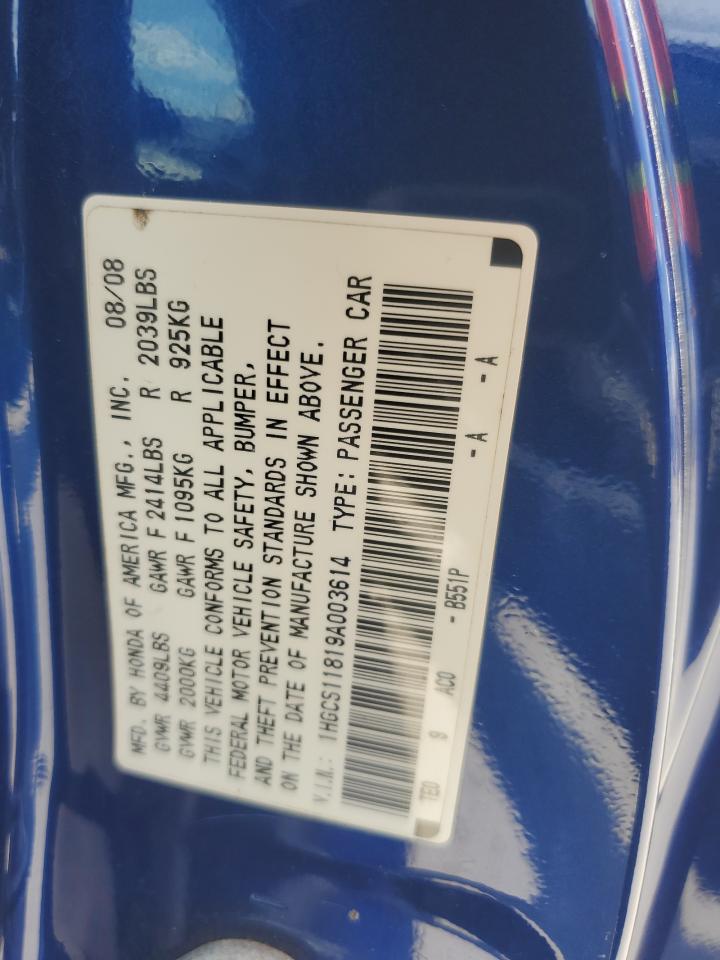 MFD. BY HONDA OF AMERICA MFG., INC. 08/08
GVWR 4409LBS GAWR F 2414LBS R 2039LBS
GVWR 2000KG GAWR F 1095KG R 925KG
THIS VEHICLE CONFORMS TO ALL APPLICABLE
FEDERAL MOTOR VEHICLE SAFETY, BUMPER,
AND THEFT PREVENTION STANDARDS IN EFFECT
ON THE DATE OF MANUFACTURE SHOWN ABOVE.
V.I.N.: 1HGCS11819A003614 TYPE: PASSENGER CAR
TEO 9 ACO - B551P - A - A